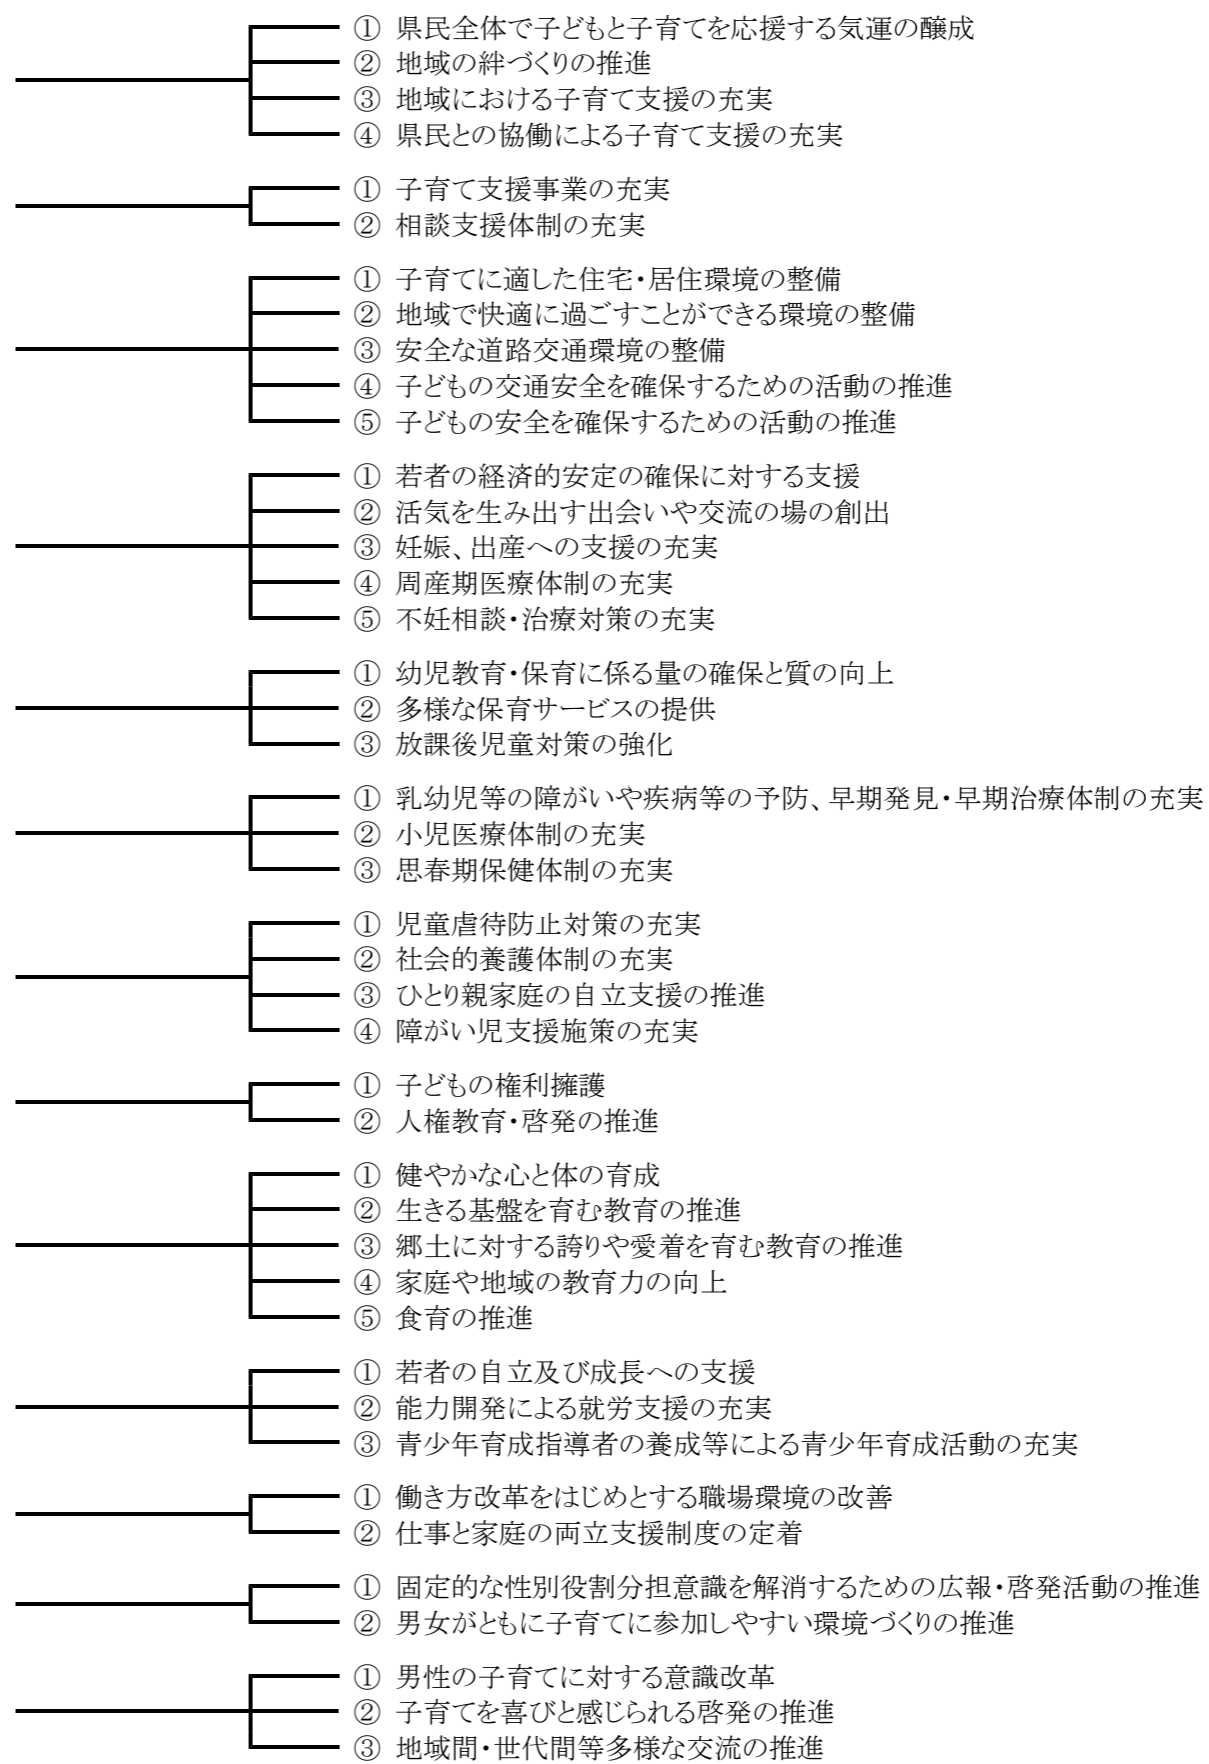 ① 県民全体で子どもと子育てを応援する気運の醸成
② 地域の絆づくりの推進
③ 地域における子育て支援の充実
④ 県民との協働による子育て支援の充実
① 子育て支援事業の充実
② 相談支援体制の充実
① 子育てに適した住宅・居住環境の整備
② 地域で快適に過ごすことができる環境の整備
③ 安全な道路交通環境の整備
④ 子どもの交通安全を確保するための活動の推進
⑤ 子どもの安全を確保するための活動の推進
① 若者の経済的安定の確保に対する支援
② 活気を生み出す出会いや交流の場の創出
③ 妊娠、出産への支援の充実
④ 周産期医療体制の充実
⑤ 不妊相談・治療対策の充実
① 幼児教育・保育に係る量の確保と質の向上
② 多様な保育サービスの提供
③ 放課後児童対策の強化
① 乳幼児等の障がいや疾病等の予防、早期発見・早期治療体制の充実
② 小児医療体制の充実
③ 思春期保健体制の充実
① 児童虐待防止対策の充実
② 社会的養護体制の充実
③ ひとり親家庭の自立支援の推進
④ 障がい児支援施策の充実
① 子どもの権利擁護
② 人権教育・啓発の推進
① 健やかな心と体の育成
② 生きる基盤を育む教育の推進
③ 郷土に対する誇りや愛着を育む教育の推進
④ 家庭や地域の教育力の向上
⑤ 食育の推進
① 若者の自立及び成長への支援
② 能力開発による就労支援の充実
③ 青少年育成指導者の養成等による青少年育成活動の充実
① 働き方改革をはじめとする職場環境の改善
② 仕事と家庭の両立支援制度の定着
① 固定的な性別役割分担意識を解消するための広報・啓発活動の推進
② 男女がともに子育てに参加しやすい環境づくりの推進
① 男性の子育てに対する意識改革
② 子育てを喜びと感じられる啓発の推進
③ 地域間・世代間等多様な交流の推進